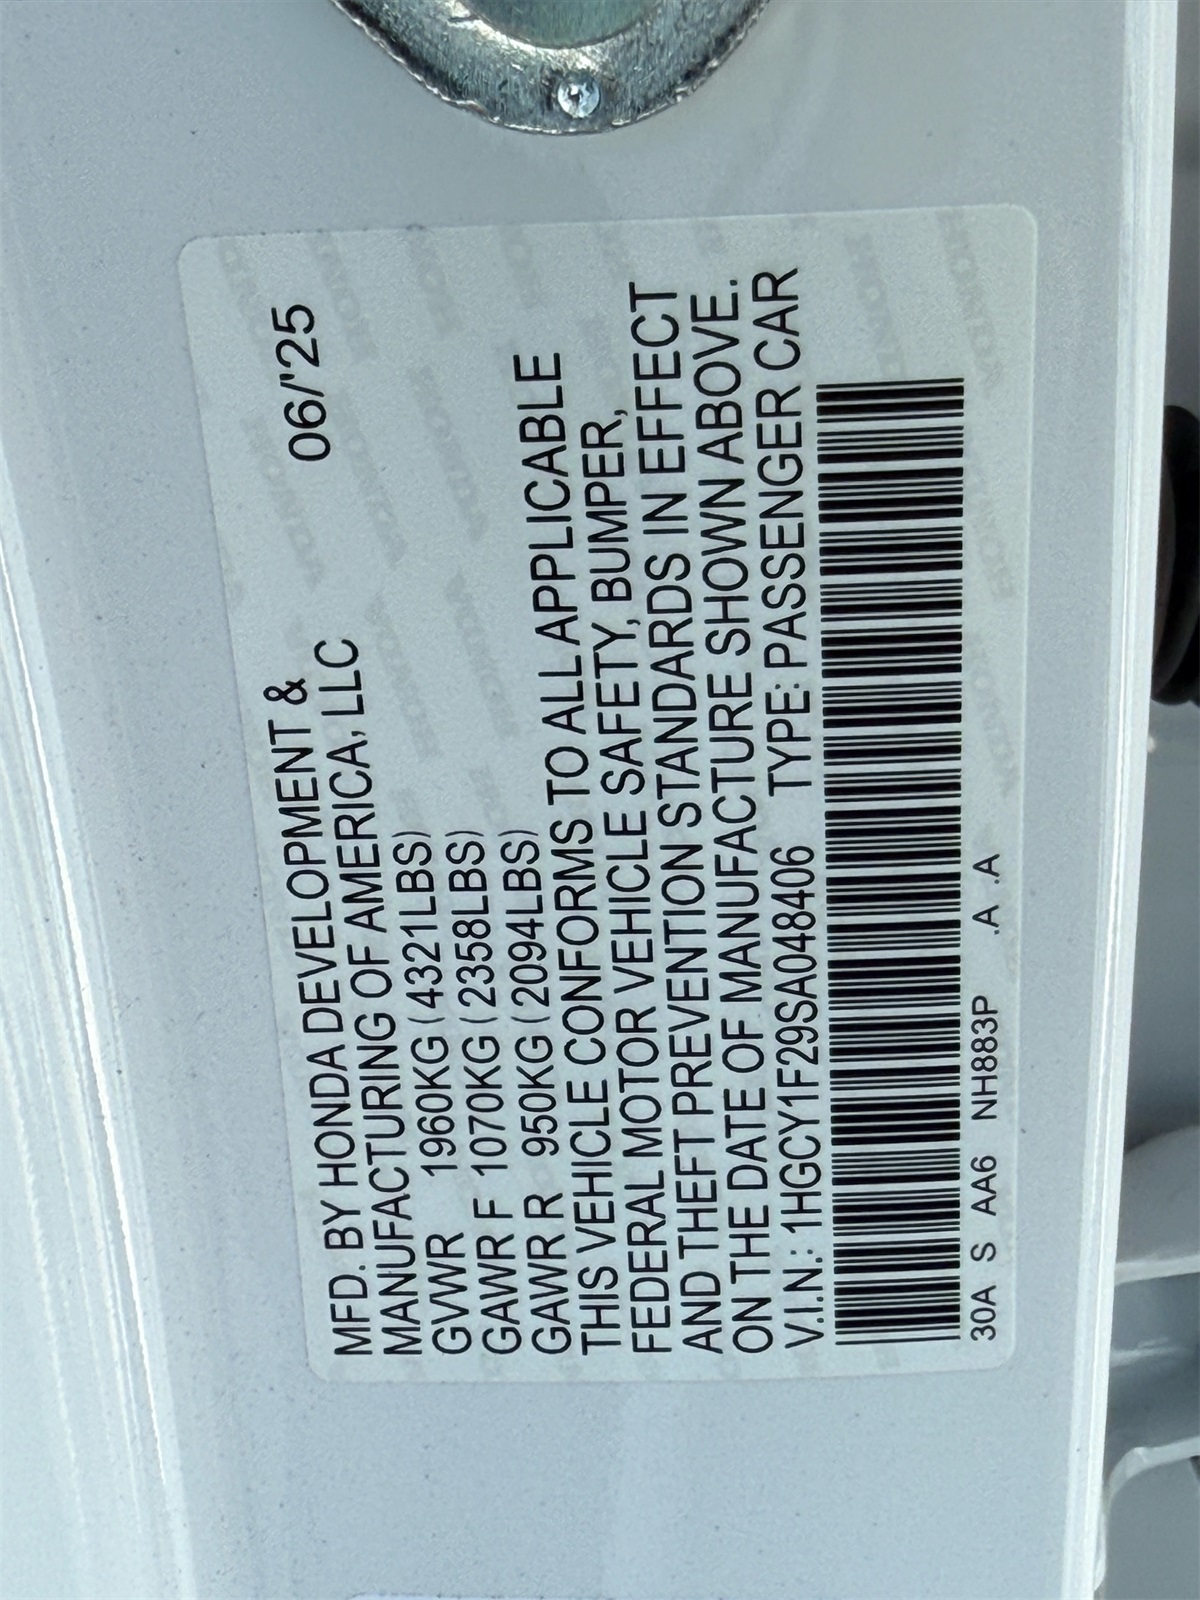 MFD. BY HONDA DEVELOPMENT &
MANUFACTURING OF AMERICA, LLC 06/'25
GVWR 1960KG (4321LBS)
GAWR F 1070KG (2358LBS)
GAWR R 950KG (2094LBS)
THIS VEHICLE CONFORMS TO ALL APPLICABLE
FEDERAL MOTOR VEHICLE SAFETY, BUMPER,
AND THEFT PREVENTION STANDARDS IN EFFECT
ON THE DATE OF MANUFACTURE SHOWN ABOVE.
V.I.N.: 1HGCY1F29SA048406 TYPE: PASSENGER CAR
30A S AA6 NH883P .A .A